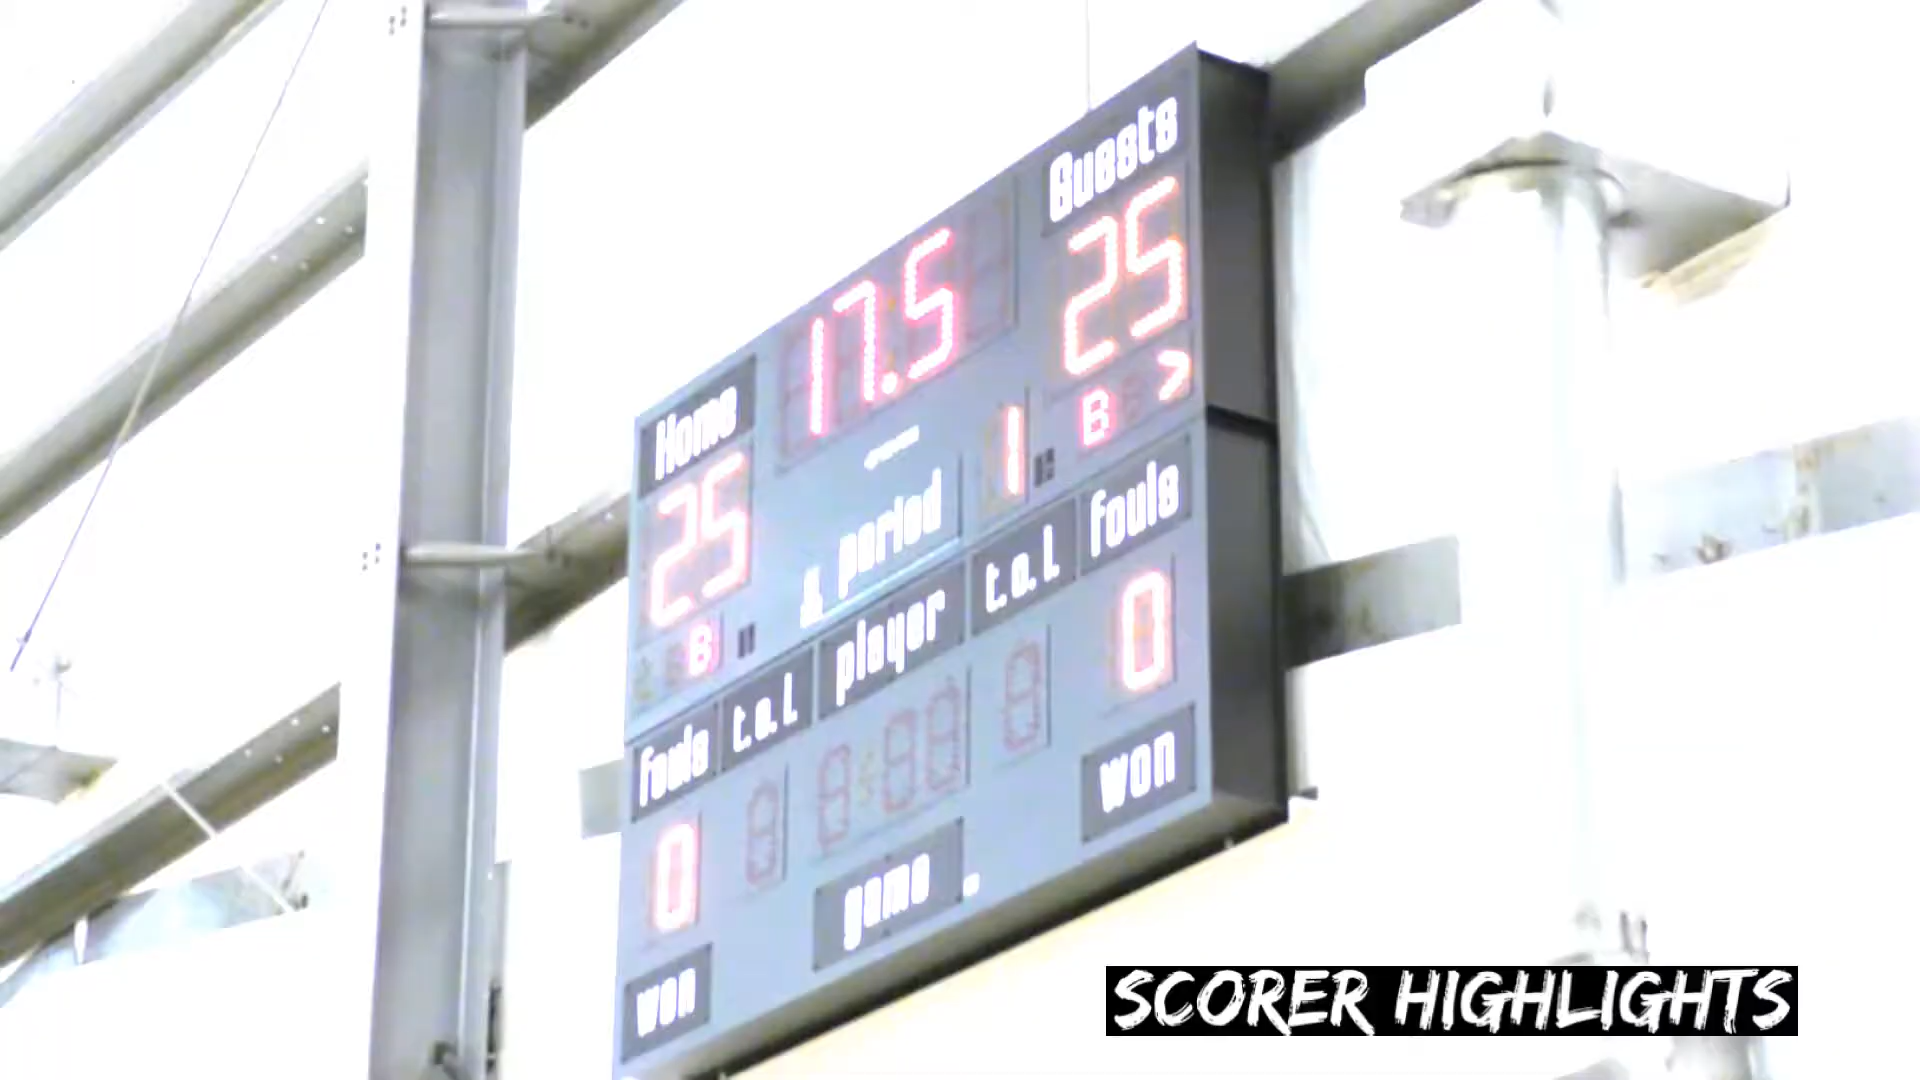 Guests
17.5
25
Home
25
period
1
B >
B
fouls
t.o.l.
player
t.o.l.
fouls
0
0
won
game
won
SCORER HIGHLIGHTS